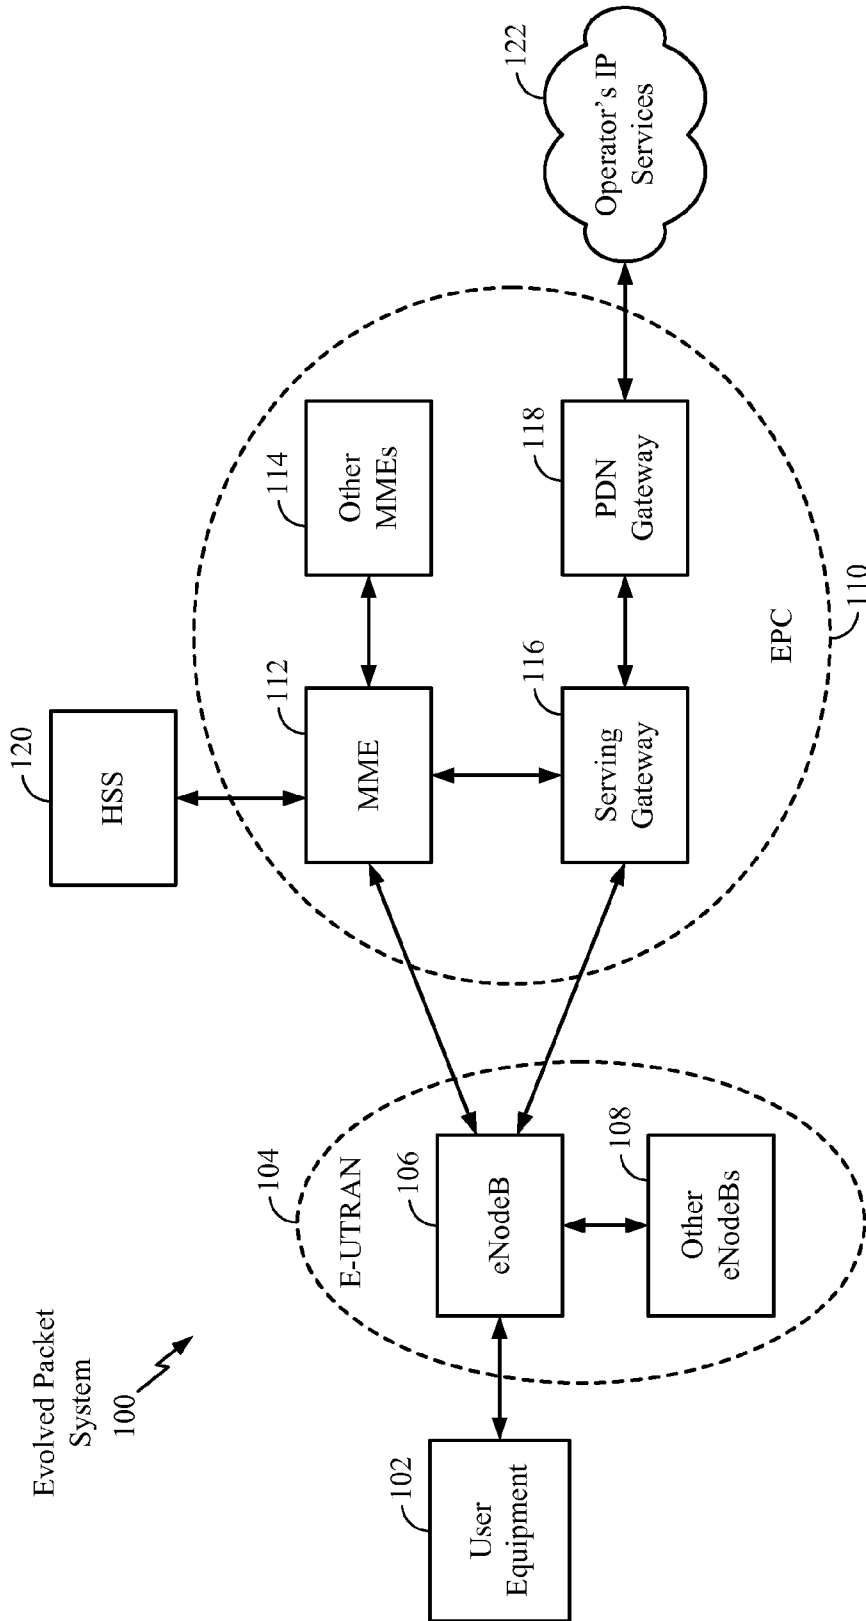 Evolved Packet
System
100
120
HSS
122
Operator's IP
Services
112
MME
114
Other
MMEs
104
E-UTRAN
106
eNodeB
102
User
Equipment
108
Other
eNodeBs
116
Serving
Gateway
118
PDN
Gateway
EPC
110